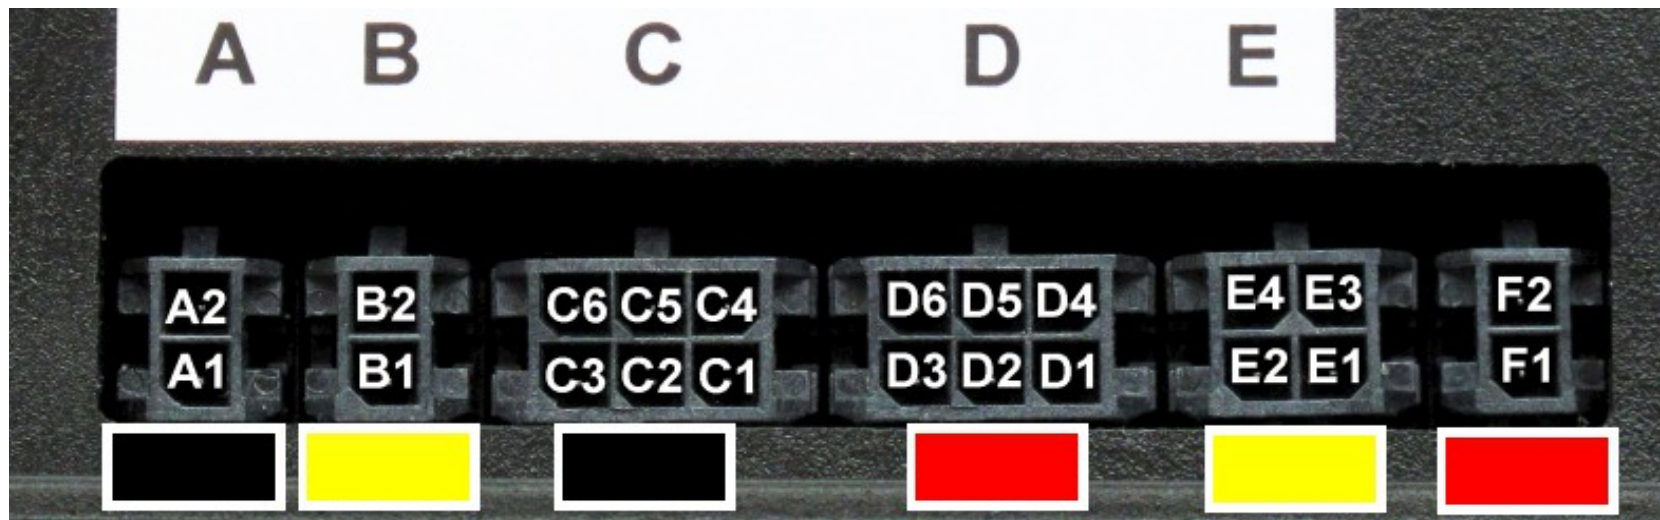 A B C D E
A2 B2 C6 C5 C4 D6 D5 D4 E4 E3 F2
A1 B1 C3 C2 C1 D3 D2 D1 E2 E1 F1